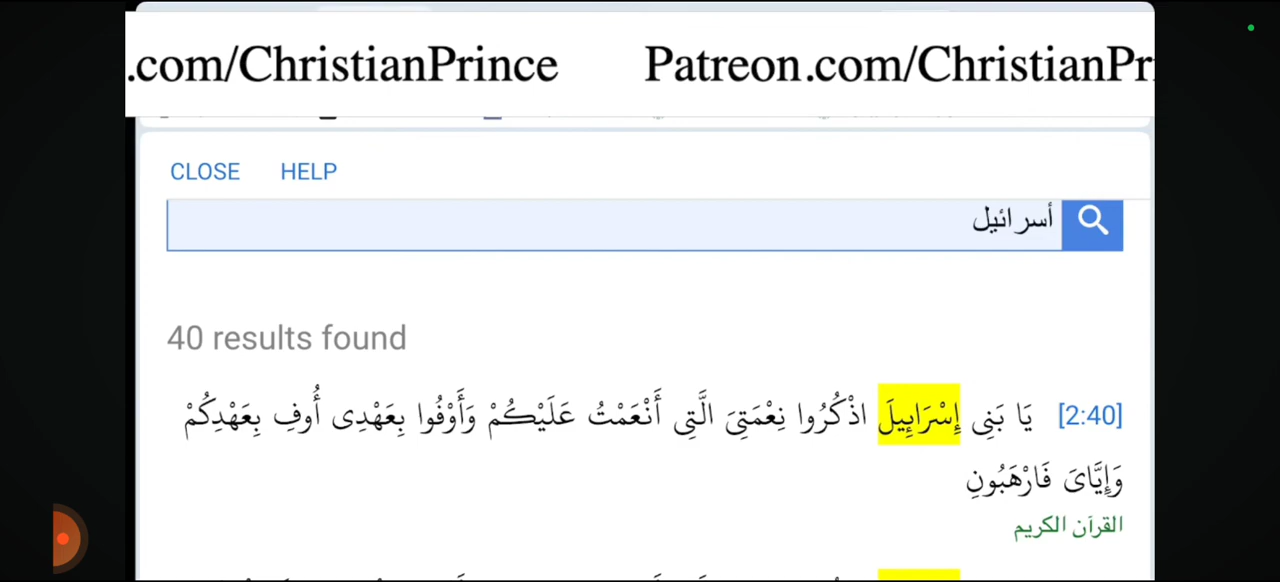 .com/ChristianPrince Patreon.com/ChristianPr
CLOSE HELP
أسرائيل
40 results found
[2:40] يَا بَنِى إِسْرَائِيلَ اذْكُرُوا نِعْمَتِىَ الَّتِى أَنْعَمْتُ عَلَيْكُمْ وَأَوْفُوا بِعَهْدِى أُوفِ بِعَهْدِكُمْ
وَإِيَّاىَ فَارْهَبُونِ
القرآن الكريم